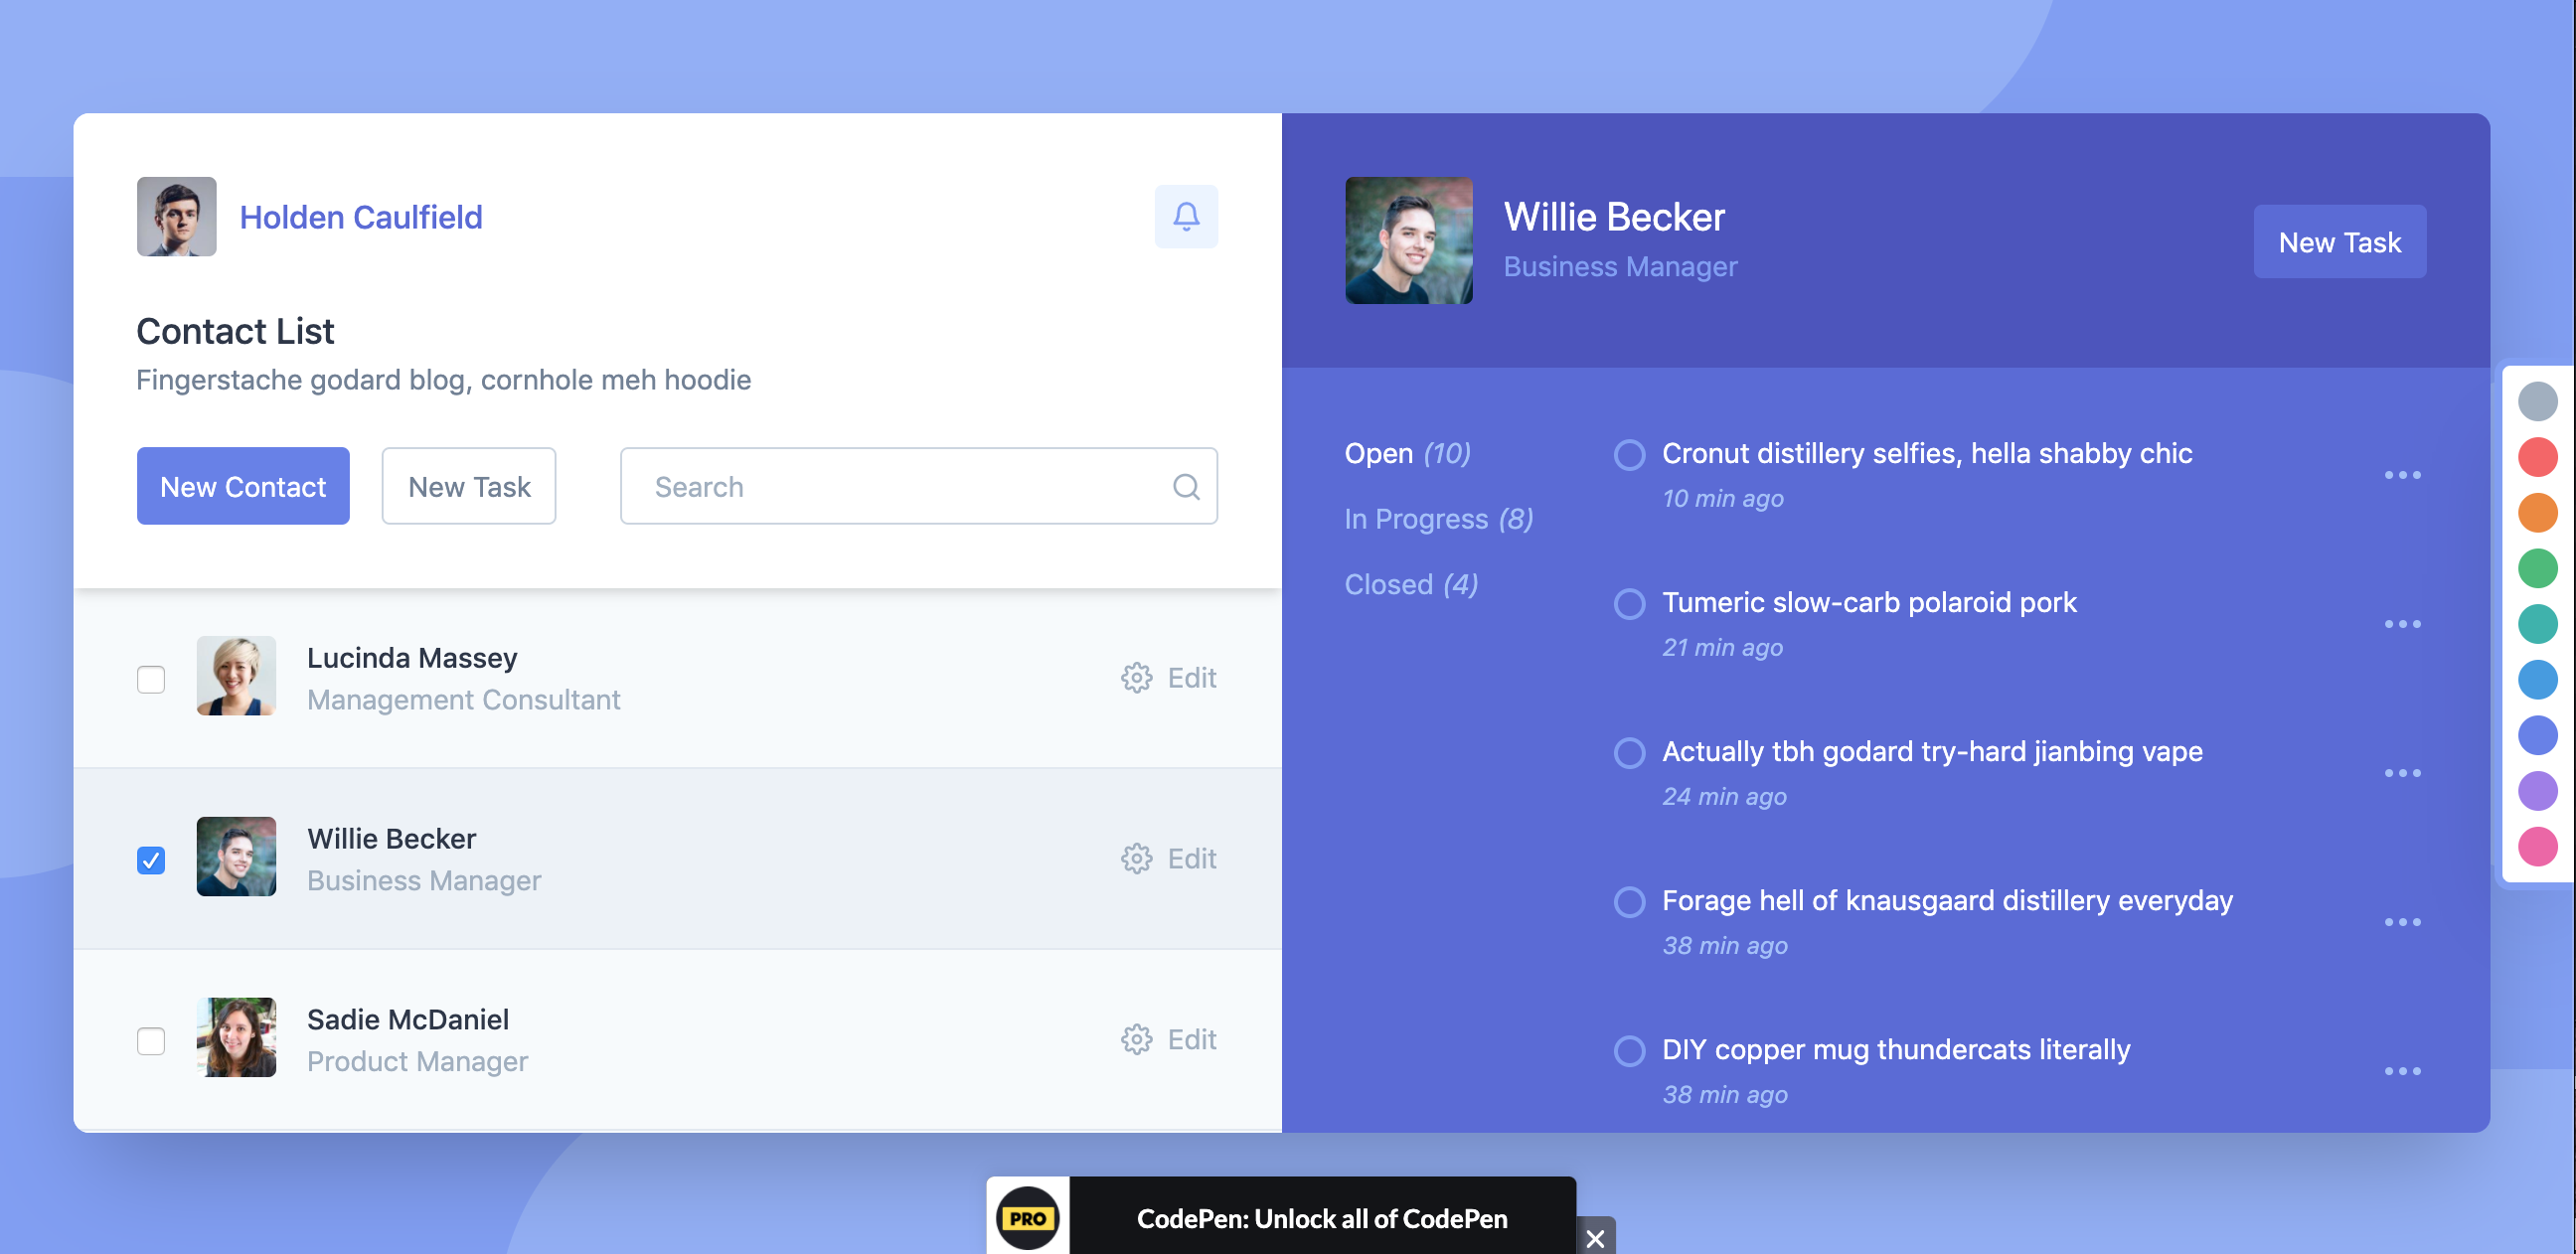 Holden Caulfield
Contact List
Fingerstache godard blog, cornhole meh hoodie
New Contact
New Task
Search
Lucinda Massey
Management Consultant
Edit
Willie Becker
Business Manager
Edit
Sadie McDaniel
Product Manager
Edit
Willie Becker
Business Manager
New Task
Open (10)
In Progress (8)
Closed (4)
Cronut distillery selfies, hella shabby chic
10 min ago
Tumeric slow-carb polaroid pork
21 min ago
Actually tbh godard try-hard jianbing vape
24 min ago
Forage hell of knausgaard distillery everyday
38 min ago
DIY copper mug thundercats literally
38 min ago
PRO
CodePen: Unlock all of CodePen